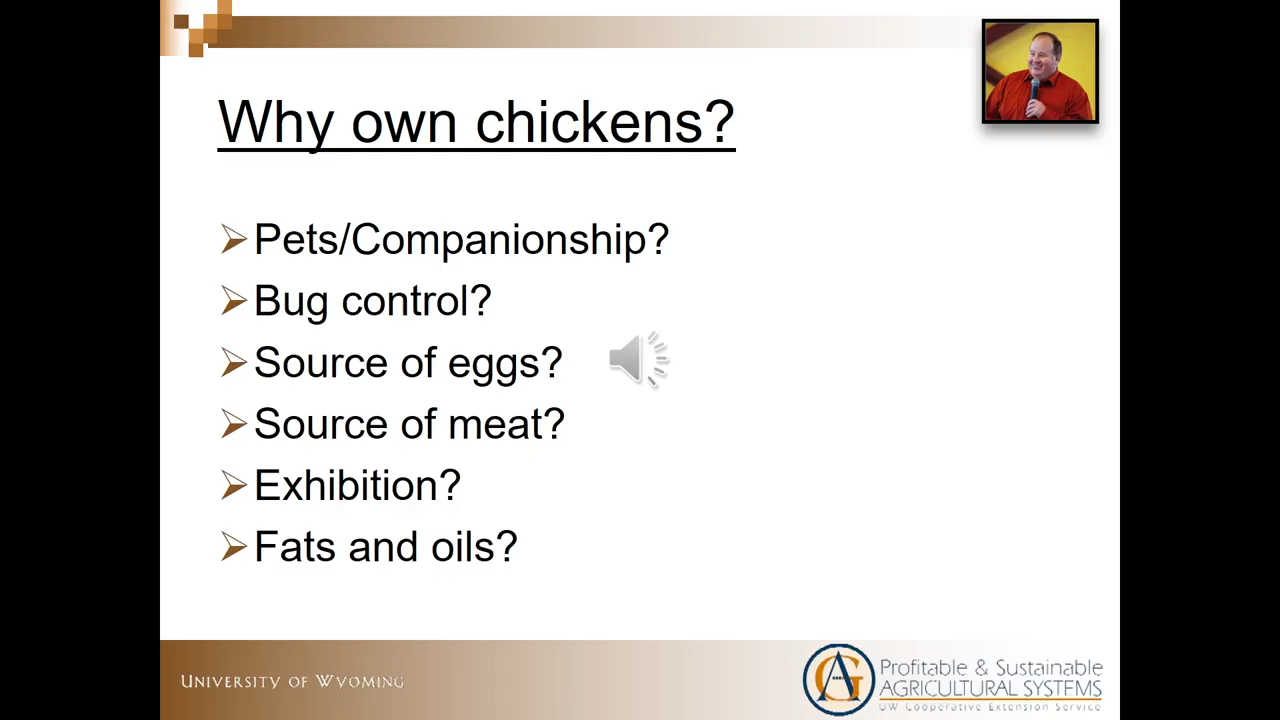 Why own chickens?
Pets/Companionship?
Bug control?
Source of eggs?
Source of meat?
Exhibition?
Fats and oils?
UNIVERSITY OF WYOMING
AG
Profitable & Sustainable
AGRICULTURAL SYSTEMS
UW COOPERATIVE EXTENSION SERVICE